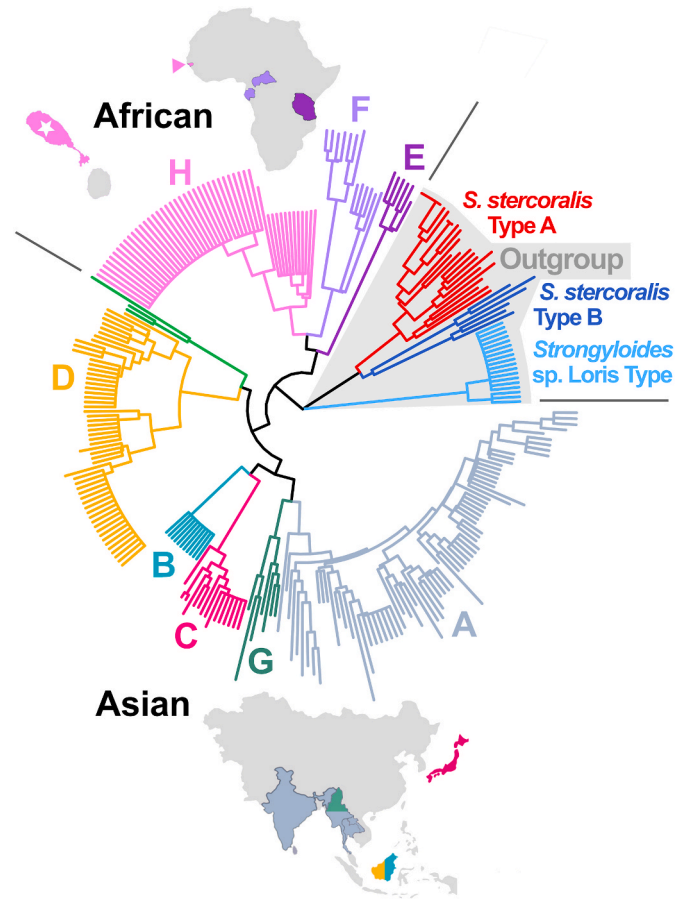 African
F
E
H
S. stercoralis
Type A
Outgroup
S. stercoralis
Type B
Strongyloides
sp. Loris Type
D
B
C
G
A
Asian